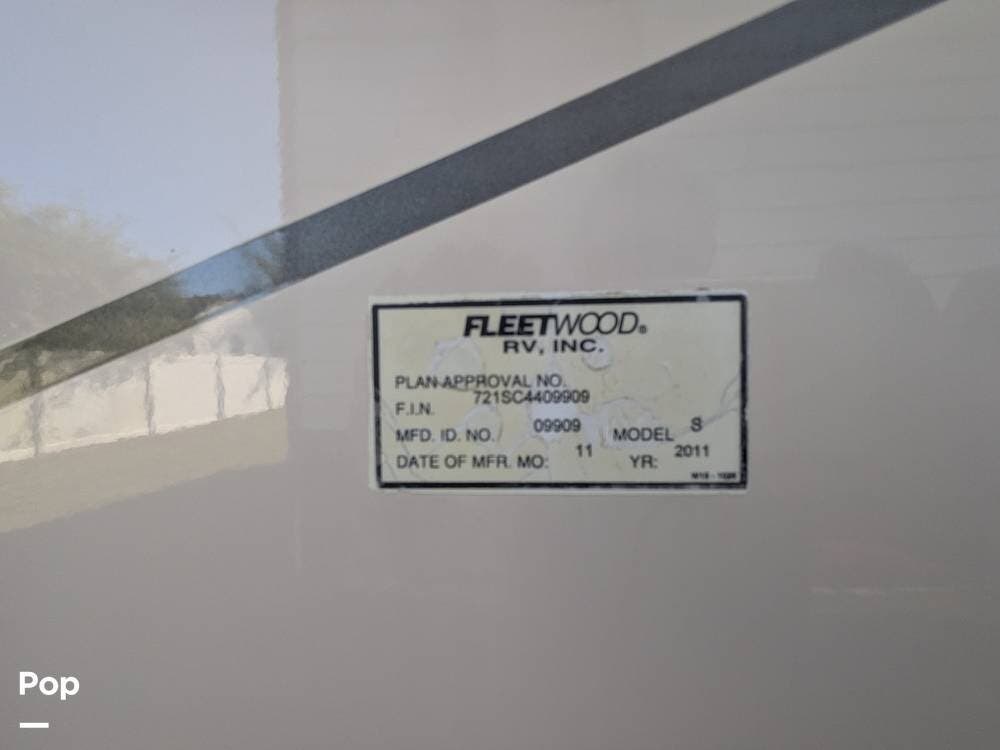 FLEETWOOD®
RV, INC.
PLAN APPROVAL NO.
721SC4409909
F.I.N.
MFD. ID. NO. 09909 MODEL S
DATE OF MFR. MO: 11 YR: 2011
Pop